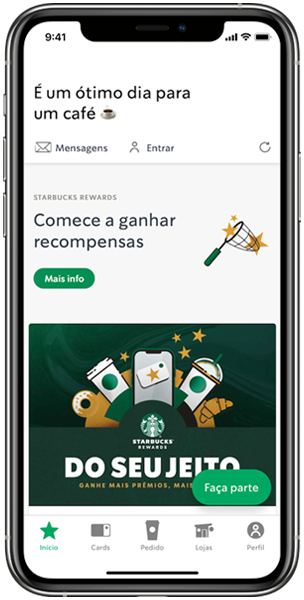 9:41
É um ótimo dia para
um café
Mensagens
Entrar
STARBUCKS REWARDS
Comece a ganhar
recompensas
Mais info
STARBUCKS
REWARDS
DO SEU JEITO
GANHE MAIS PRÊMIOS, MAIS
Faça parte
Início
Cards
Pedido
Lojas
Perfil